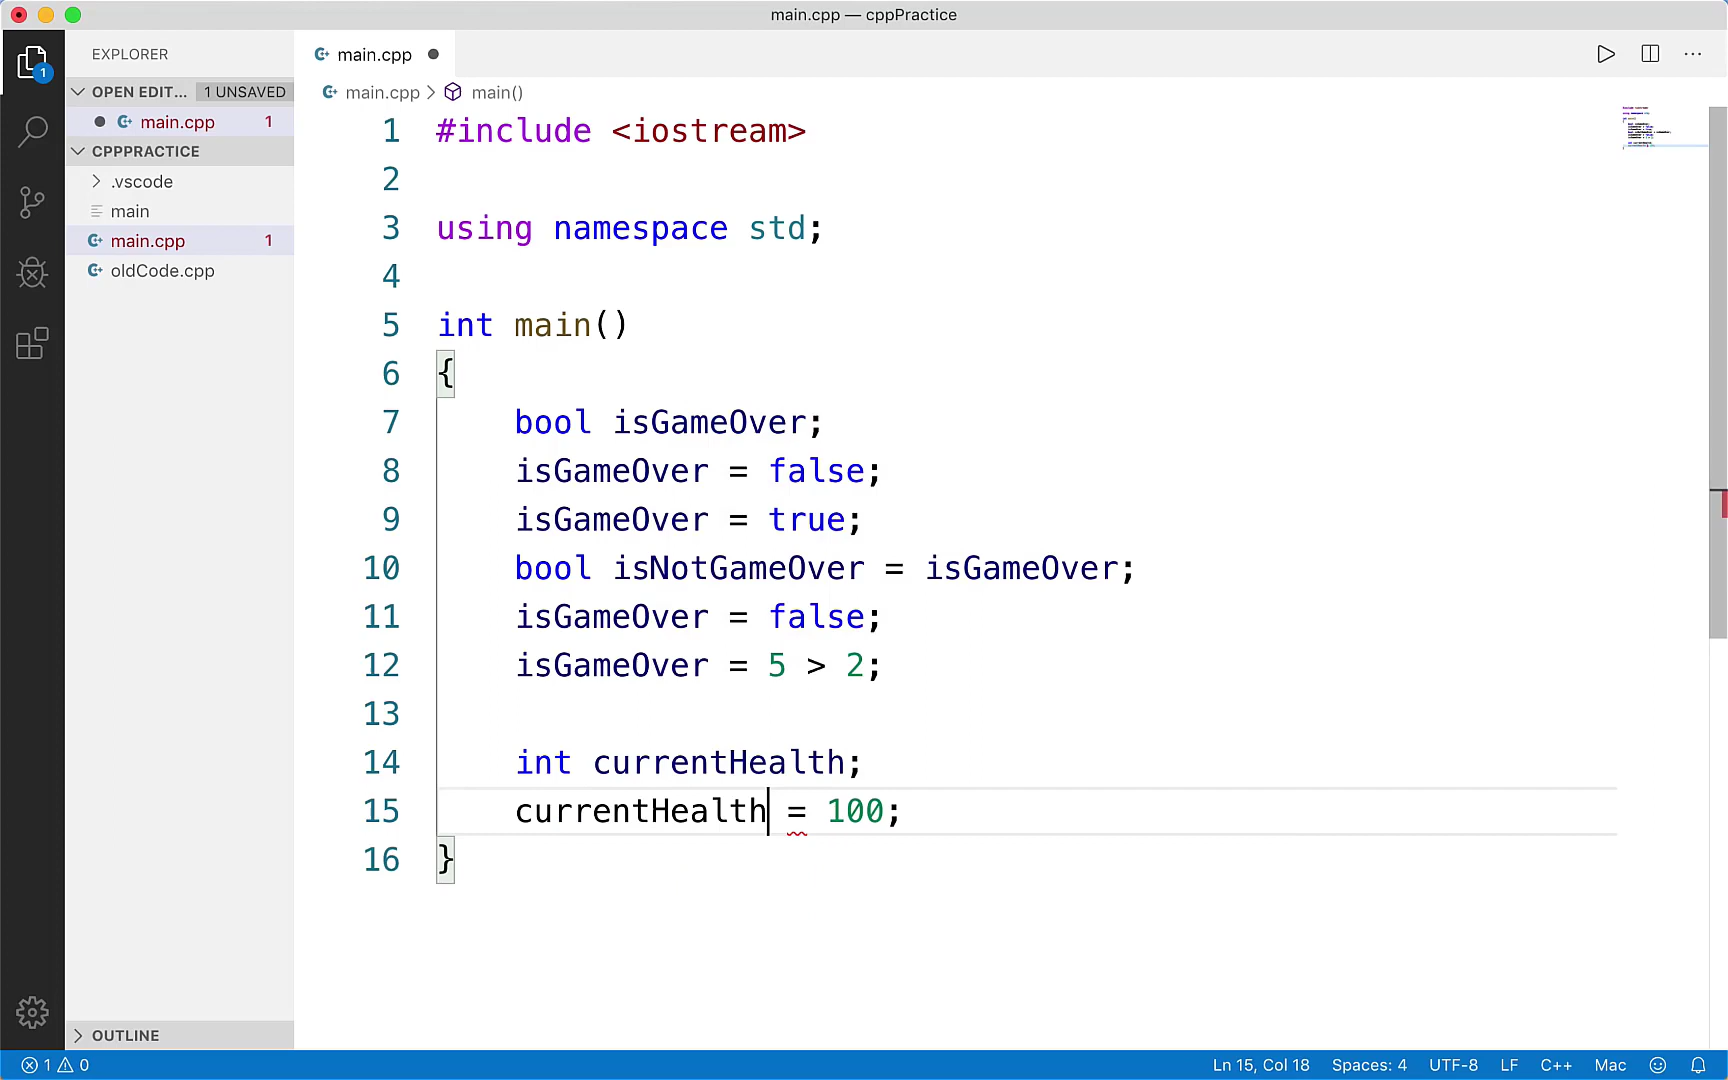 main.cpp — cppPractice
EXPLORER
main.cpp
OPEN EDIT... 1 UNSAVED
main.cpp 1
CPPPRACTICE
.vscode
main
main.cpp 1
oldCode.cpp
OUTLINE
1
main.cpp > main()
1 #include <iostream>
2
3 using namespace std;
4
5 int main()
6 {
7 bool isGameOver;
8 isGameOver = false;
9 isGameOver = true;
10 bool isNotGameOver = isGameOver;
11 isGameOver = false;
12 isGameOver = 5 > 2;
13
14 int currentHealth;
15 currentHealth = 100;
16 }
1 0 Ln 15, Col 18 Spaces: 4 UTF-8 LF C++ Mac